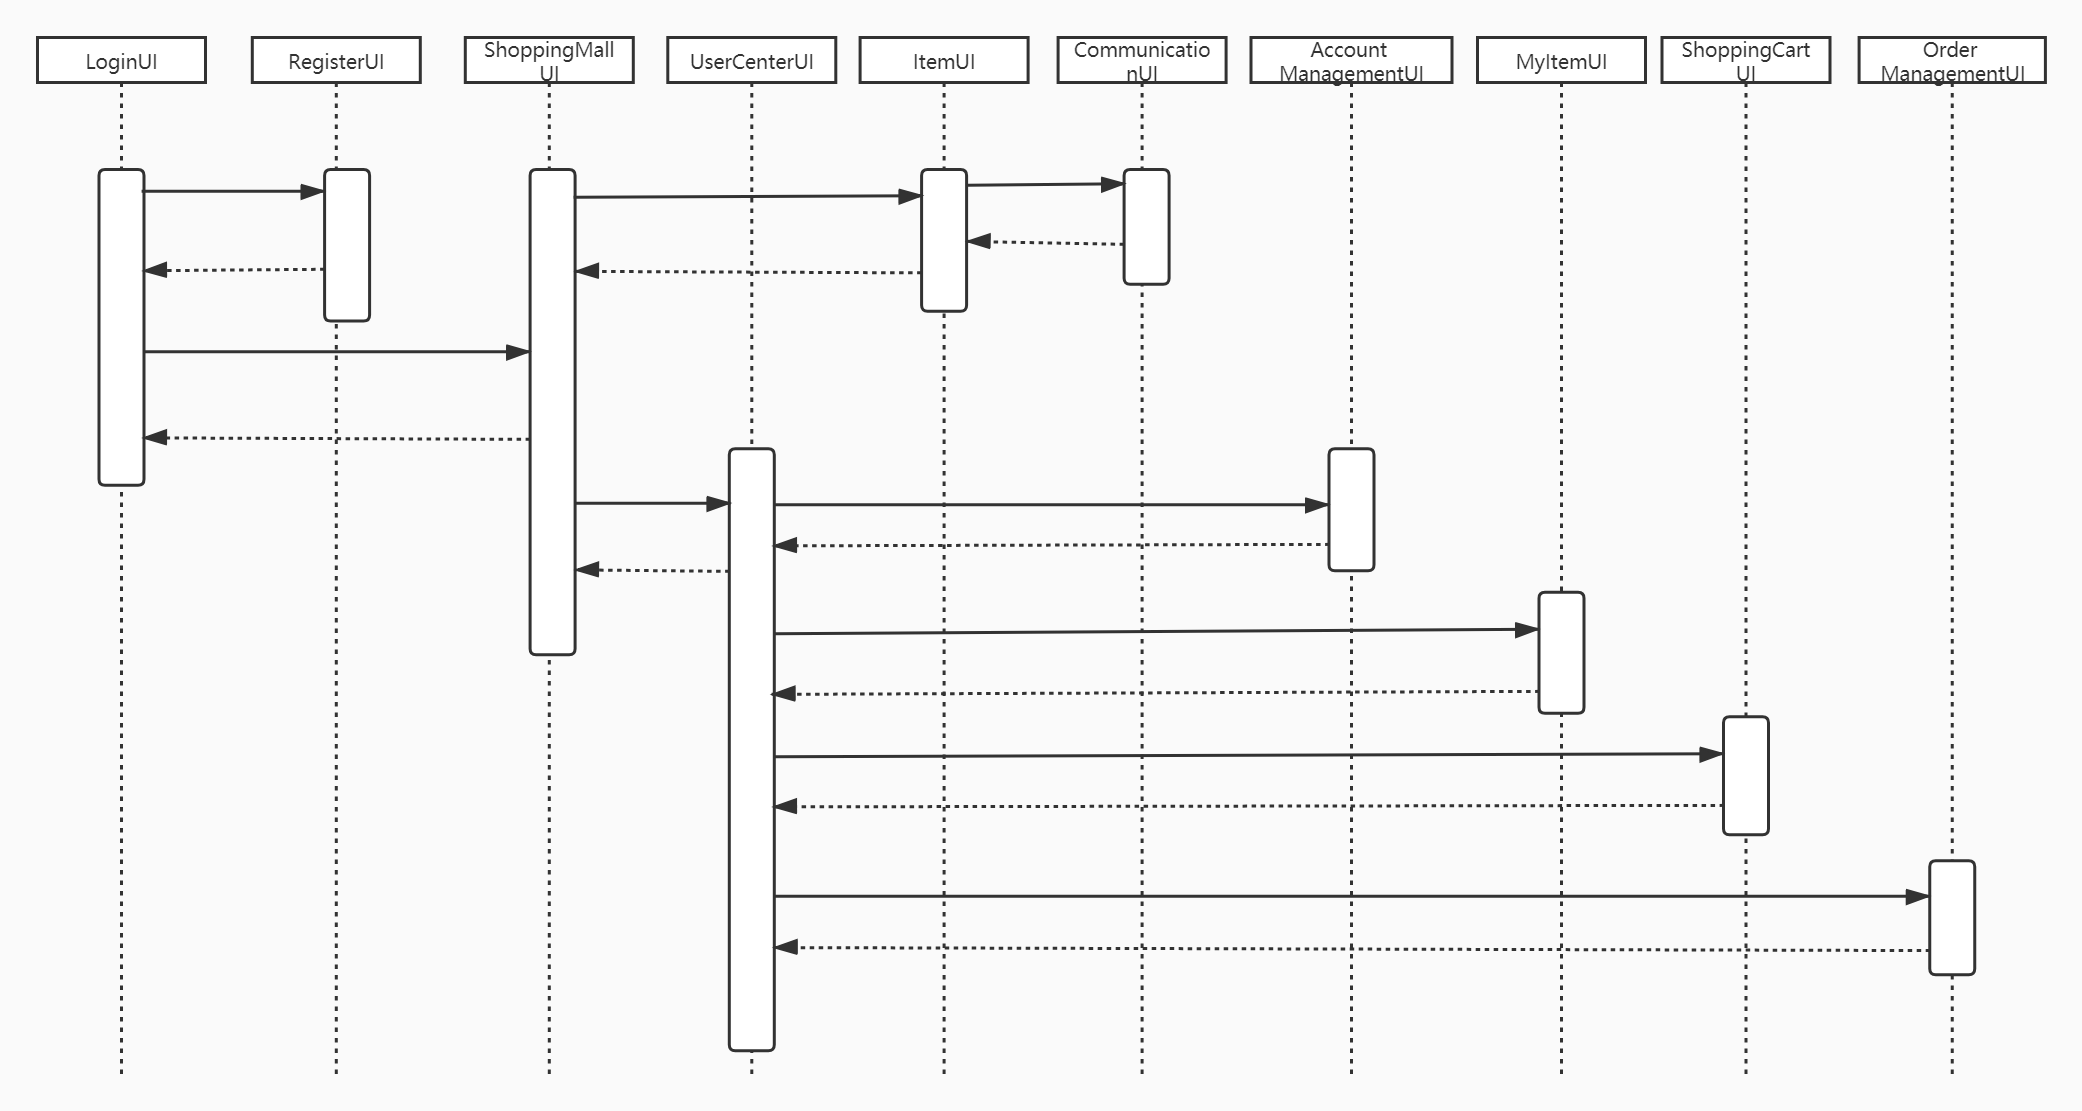 LoginUI
RegisterUI
ShoppingMall
UI
UserCenterUI
ItemUI
Communicatio
nUI
Account
ManagementUI
MyItemUI
ShoppingCart
UI
Order
ManagementUI